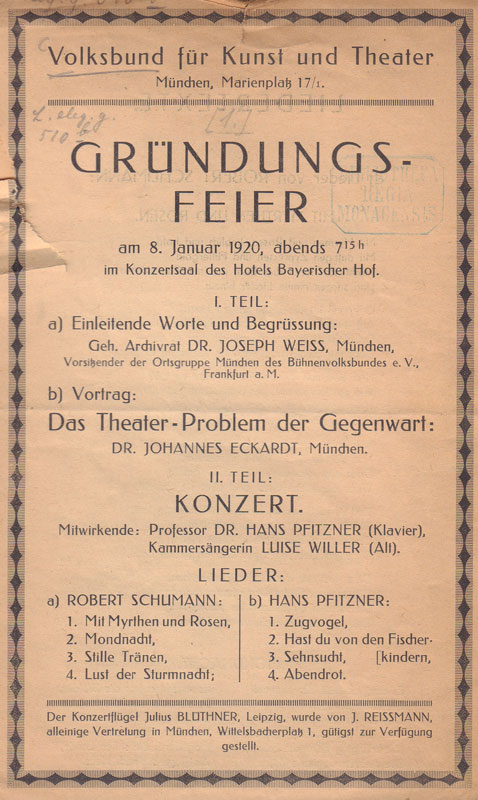 Volksbund für Kunst und Theater
München, Marienplatz 17/1.
L. eleg. g.
510 b
[1.]
GRÜNDUNGS-
FEIER
REGIA
MONACENSIS
am 8. Januar 1920, abends 7 15 h
im Konzertsaal des Hotels Bayerischer Hof.
I. TEIL:
a) Einleitende Worte und Begrüssung:
Geh. Archivrat DR. JOSEPH WEISS, München,
Vorsitzender der Ortsgruppe München des Bühnenvolksbundes e. V.,
Frankfurt a. M.
b) Vortrag:
Das Theater-Problem der Gegenwart:
DR. JOHANNES ECKARDT, München.
II. TEIL:
KONZERT.
Mitwirkende: Professor DR. HANS PFITZNER (Klavier),
Kammersängerin LUISE WILLER (Alt).
LIEDER:
a) ROBERT SCHUMANN:
1. Mit Myrthen und Rosen,
2. Mondnacht,
3. Stille Tränen,
4. Lust der Sturmnacht;
b) HANS PFITZNER:
1. Zugvogel,
2. Hast du von den Fischer-
3. Sehnsucht, [kindern,
4. Abendrot.
Der Konzertflügel Julius BLÜTHNER, Leipzig, wurde von J. REISSMANN,
alleinige Vertretung in München, Wittelsbacherplatz 1, gütigst zur Verfügung
gestellt.